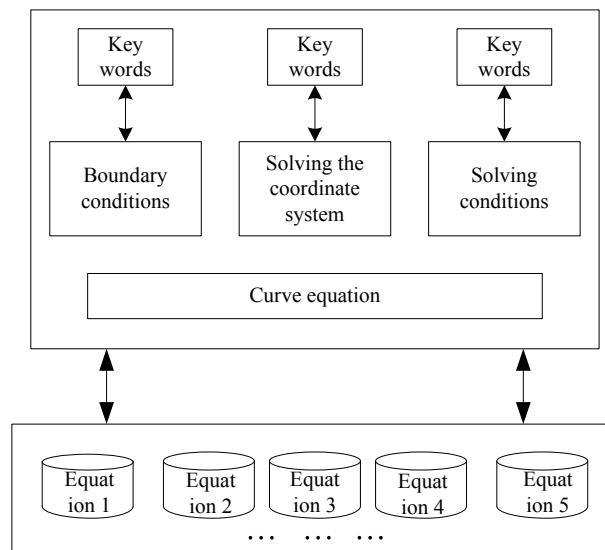 Key
words
Key
words
Key
words
Boundary
conditions
Solving the
coordinate
system
Solving
conditions
Curve equation
Equat
ion 1
Equat
ion 2
Equat
ion 3
Equat
ion 4
Equat
ion 5
... ... ...